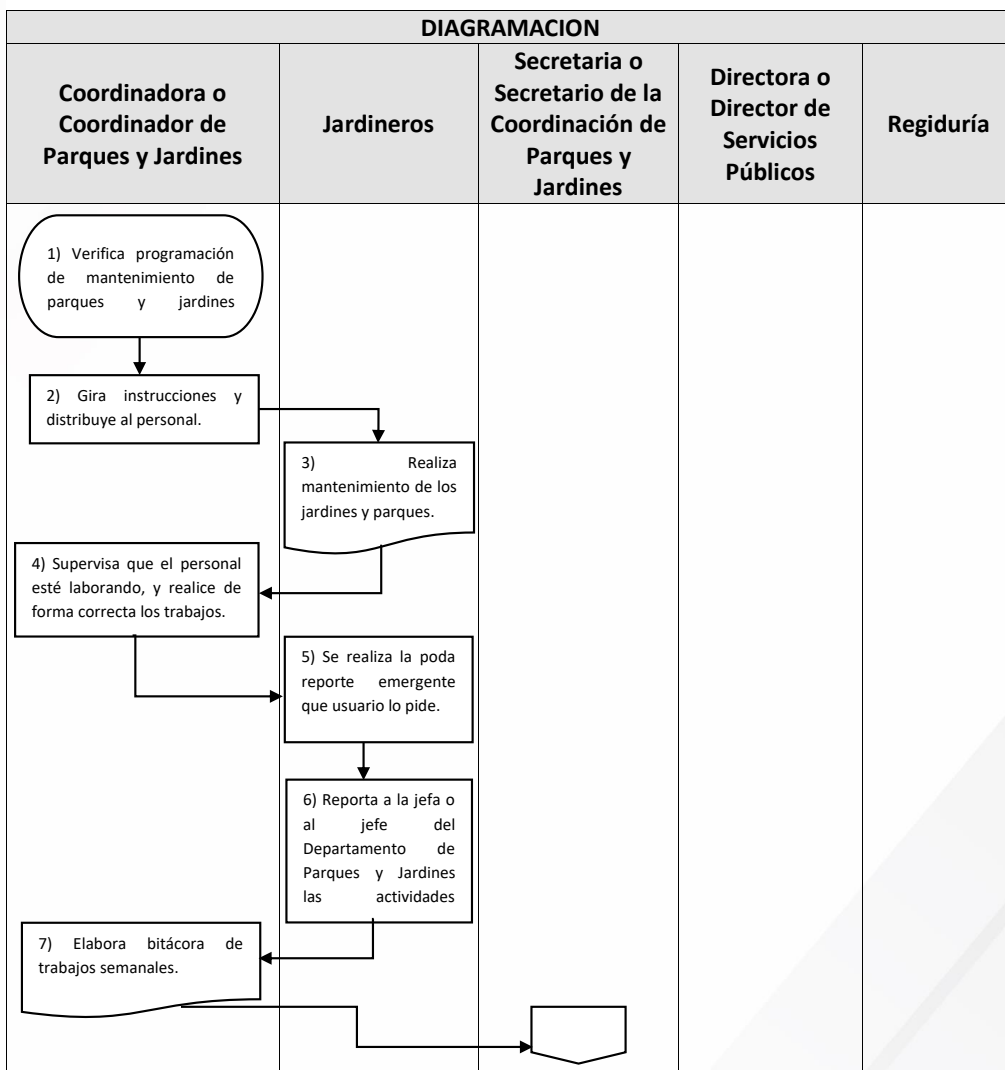 DIAGRAMACION
Coordinadora o
Coordinador de
Parques y Jardines
Jardineros
Secretaria o
Secretario de la
Coordinación de
Parques y
Jardines
Directora o
Director de
Servicios
Públicos
Regiduría
1) Verifica programación
de mantenimiento de
parques y jardines
2) Gira instrucciones y
distribuye al personal.
3) Realiza
mantenimiento de los
jardines y parques.
4) Supervisa que el personal
esté laborando, y realice de
forma correcta los trabajos.
5) Se realiza la poda
reporte emergente
que usuario lo pide.
6) Reporta a la jefa o
al jefe del
Departamento de
Parques y Jardines
las actividades
7) Elabora bitácora de
trabajos semanales.